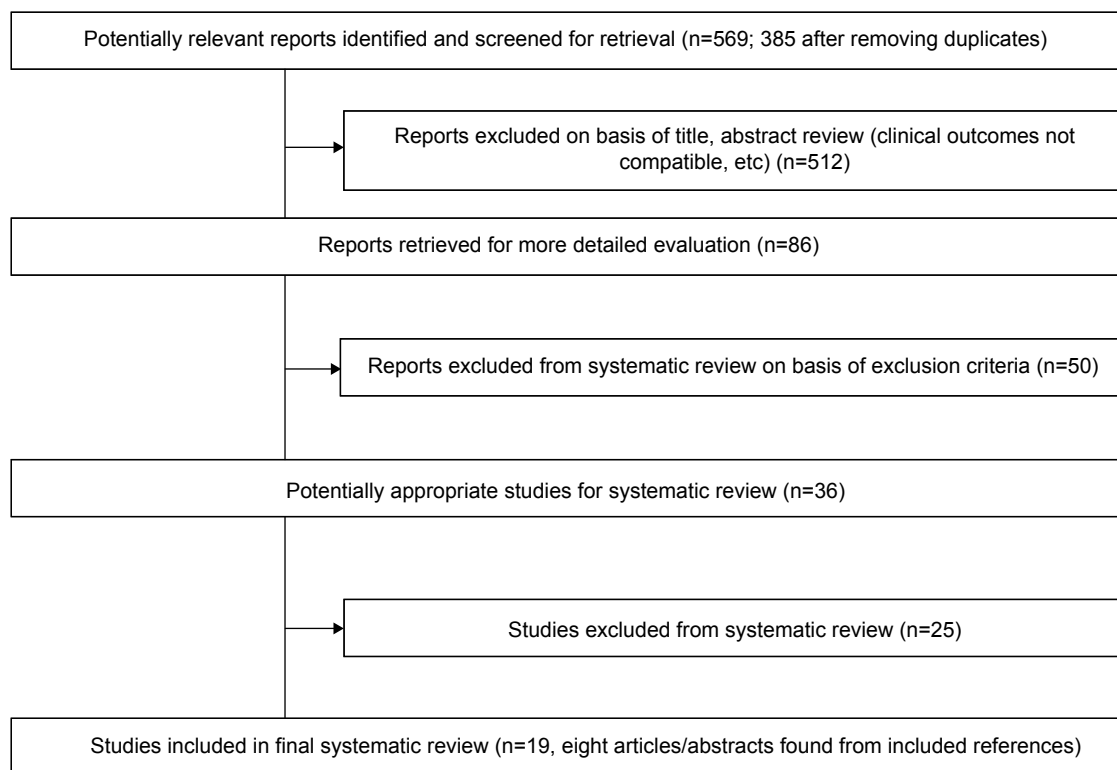 Potentially relevant reports identified and screened for retrieval (n=569; 385 after removing duplicates)
Reports excluded on basis of title, abstract review (clinical outcomes not
compatible, etc) (n=512)
Reports retrieved for more detailed evaluation (n=86)
Reports excluded from systematic review on basis of exclusion criteria (n=50)
Potentially appropriate studies for systematic review (n=36)
Studies excluded from systematic review (n=25)
Studies included in final systematic review (n=19, eight articles/abstracts found from included references)